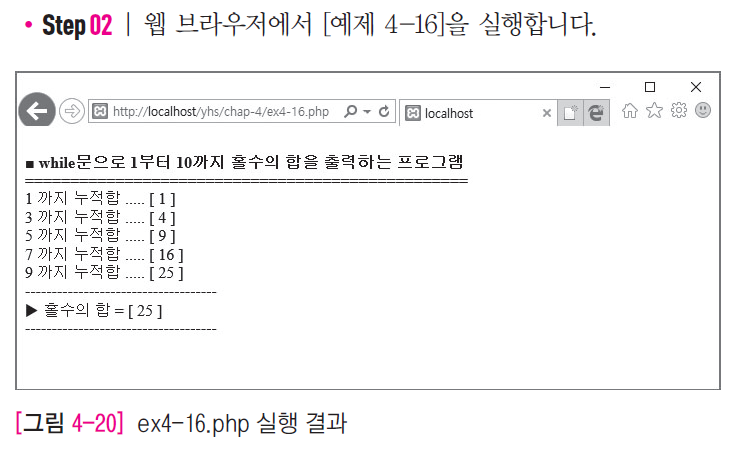 • Step 02 | 웹 브라우저에서 [예제 4-16]을 실행합니다.
http://localhost/yhs/chap-4/ex4-16.php
localhost
■ while문으로 1부터 10까지 홀수의 합을 출력하는 프로그램
==================================================
1 까지 누적합 ..... [ 1 ]
3 까지 누적합 ..... [ 4 ]
5 까지 누적합 ..... [ 9 ]
7 까지 누적합 ..... [ 16 ]
9 까지 누적합 ..... [ 25 ]
------------------------------------
▶ 홀수의 합 = [ 25 ]
------------------------------------
[그림 4-20] ex4-16.php 실행 결과